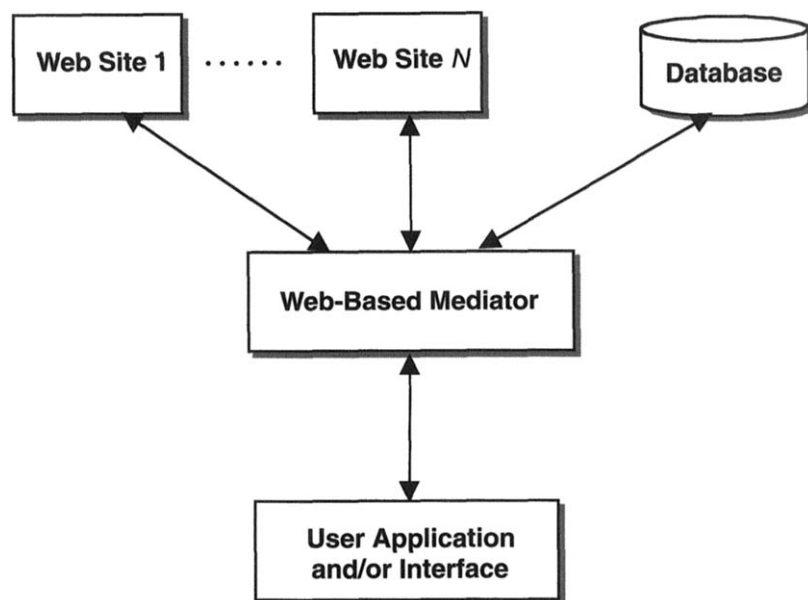 Web Site 1
......
Web Site N
Database
Web-Based Mediator
User Application
and/or Interface